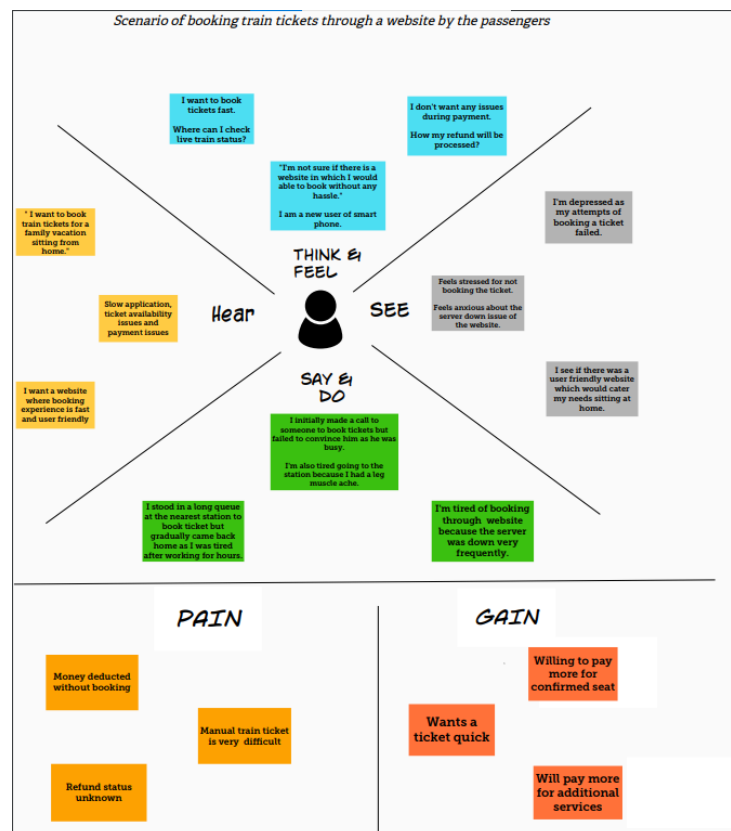 Scenario of booking train tickets through a website by the passengers
I want to book
tickets fast.
Where can I check
live train status?
I don't want any issues
during payment.
How my refund will be
processed?
"I'm not sure if there is a
website in which I would
able to book without any
hassle."
I am a new user of smart
phone.
" I want to book
train tickets for a
family vacation
sitting from
home."
I'm depressed as
my attempts of
booking a ticket
failed.
THINK &
FEEL
Hear
SEE
Slow application,
ticket availability
issues and
payment issues
Feels stressed for not
booking the ticket.
Feels anxious about the
server down issue of
the website.
I want a website
where booking
experience is fast
and user friendly
I see if there was a
user friendly website
which would cater
my needs sitting at
home.
SAY &
DO
I initially made a call to
someone to book tickets but
failed to convince him as he was
busy.
I'm also tired going to the
station because I had a leg
muscle ache.
I stood in a long queue
at the nearest station to
book ticket but
gradually came back
home as I was tired
after working for hours.
I'm tired of booking
through website
because the server
was down very
frequently.
PAIN
GAIN
Money deducted
without booking
Manual train ticket
is very difficult
Refund status
unknown
Willing to pay
more for
confirmed seat
Wants a
ticket quick
Will pay more
for additional
services